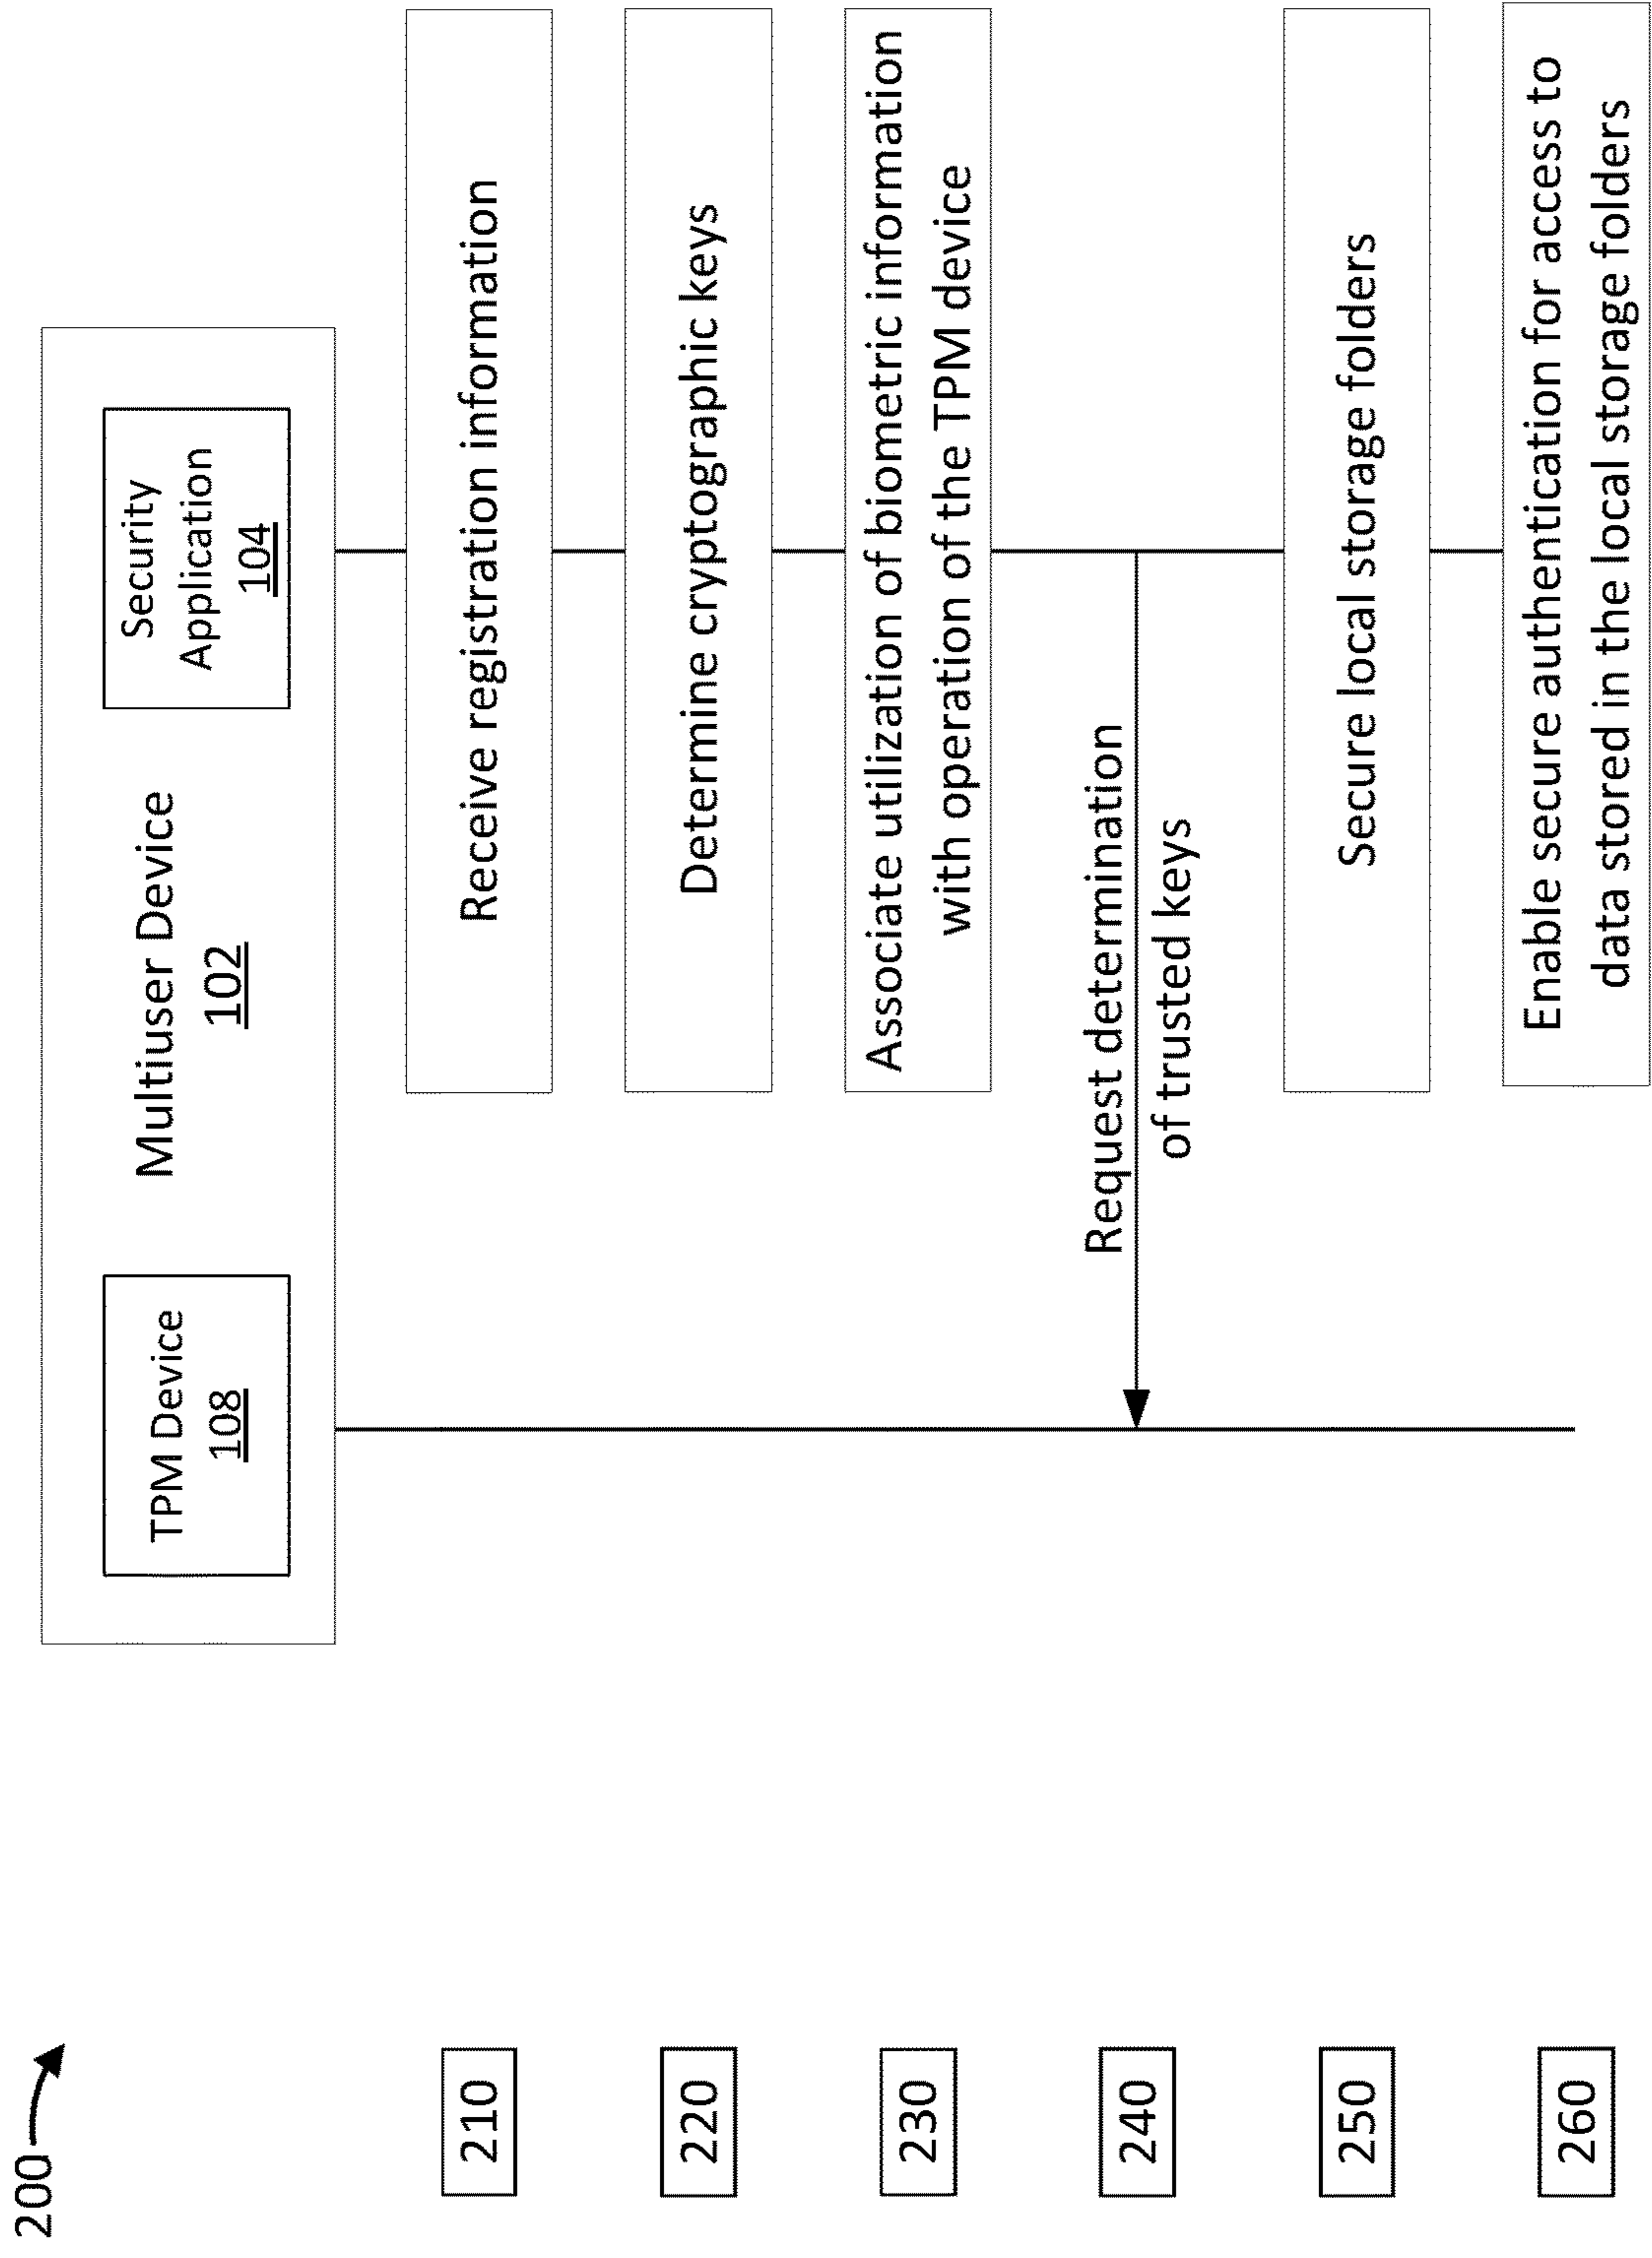 200
Multiuser Device
102
TPM Device
108
Security
Application
104
210
Receive registration information
220
Determine cryptographic keys
230
Associate utilization of biometric information
with operation of the TPM device
240
Request determination
of trusted keys
250
Secure local storage folders
260
Enable secure authentication for access to
data stored in the local storage folders